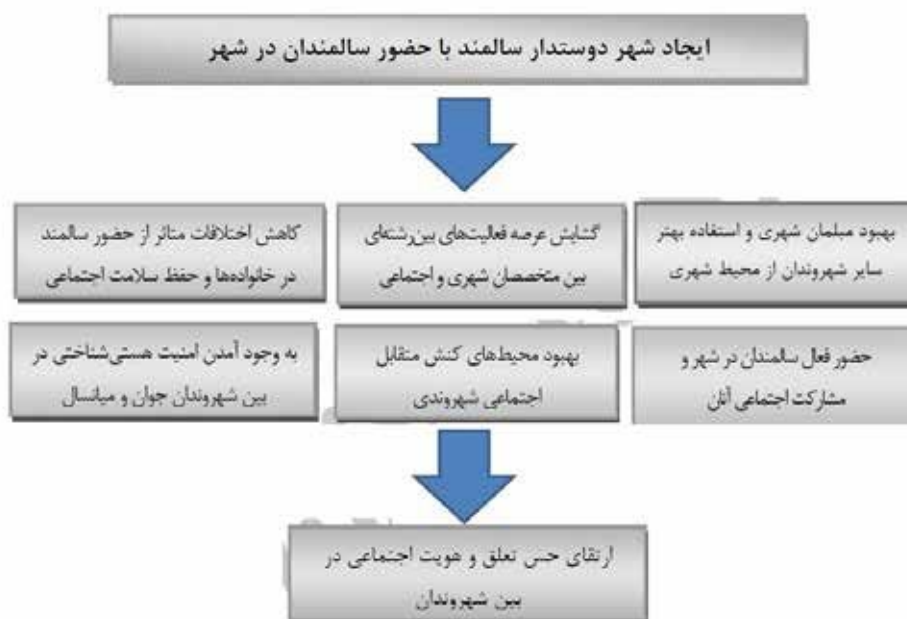 ایجاد شهر دوستدار سالمند با حضور سالمندان در شهر
بهبود مبلمان شهری و استفاده بهتر
سایر شهروندان از محیط شهری
گشایش عرصه فعالیت‌های بین‌رشته‌ای
بین متخصصان شهری و اجتماعی
کاهش اختلافات متاثر از حضور سالمند
در خانواده‌ها و حفظ سلامت اجتماعی
حضور فعال سالمندان در شهر و
مشارکت اجتماعی آنان
بهبود محیط‌های کنش متقابل
اجتماعی شهروندی
به وجود آمدن امنیت هستی‌شناختی در
بین شهروندان جوان و میانسال
ارتقای حس تعلق و هویت اجتماعی در
بین شهروندان